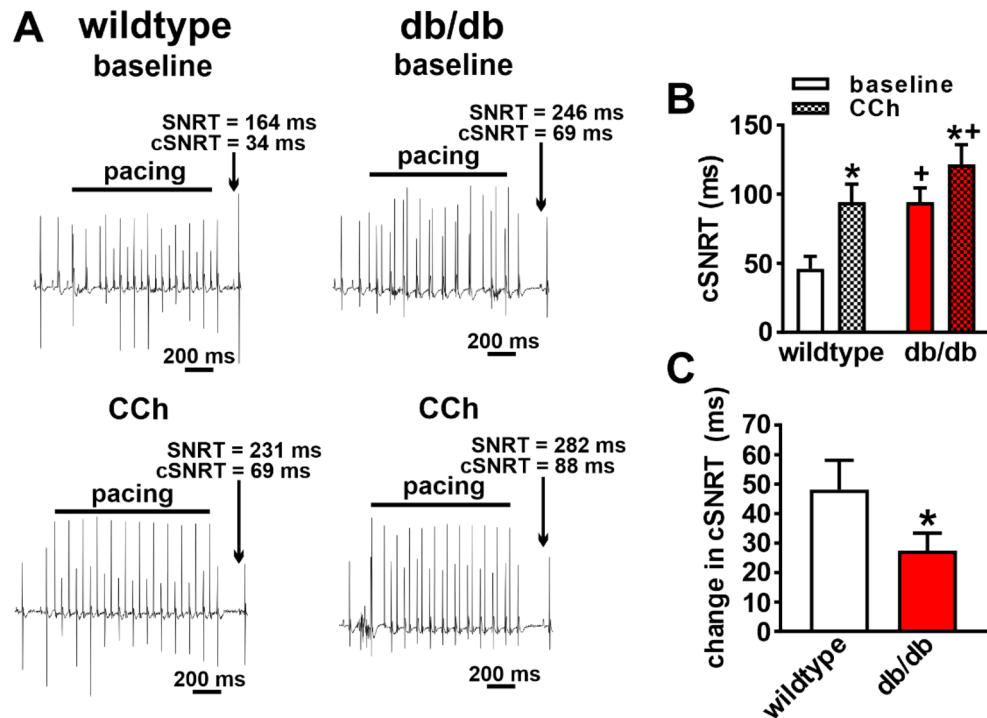 A
wildtype
baseline
SNRT = 164 ms
cSNRT = 34 ms
pacing
200 ms
db/db
baseline
SNRT = 246 ms
cSNRT = 69 ms
pacing
200 ms
CCh
SNRT = 231 ms
cSNRT = 69 ms
pacing
200 ms
CCh
SNRT = 282 ms
cSNRT = 88 ms
pacing
200 ms
B
baseline
CCh
cSNRT (ms)
150
100
50
0
*
+
*+
wildtype
db/db
C
change in cSNRT (ms)
70
60
50
40
30
20
10
0
*
wildtype
db/db